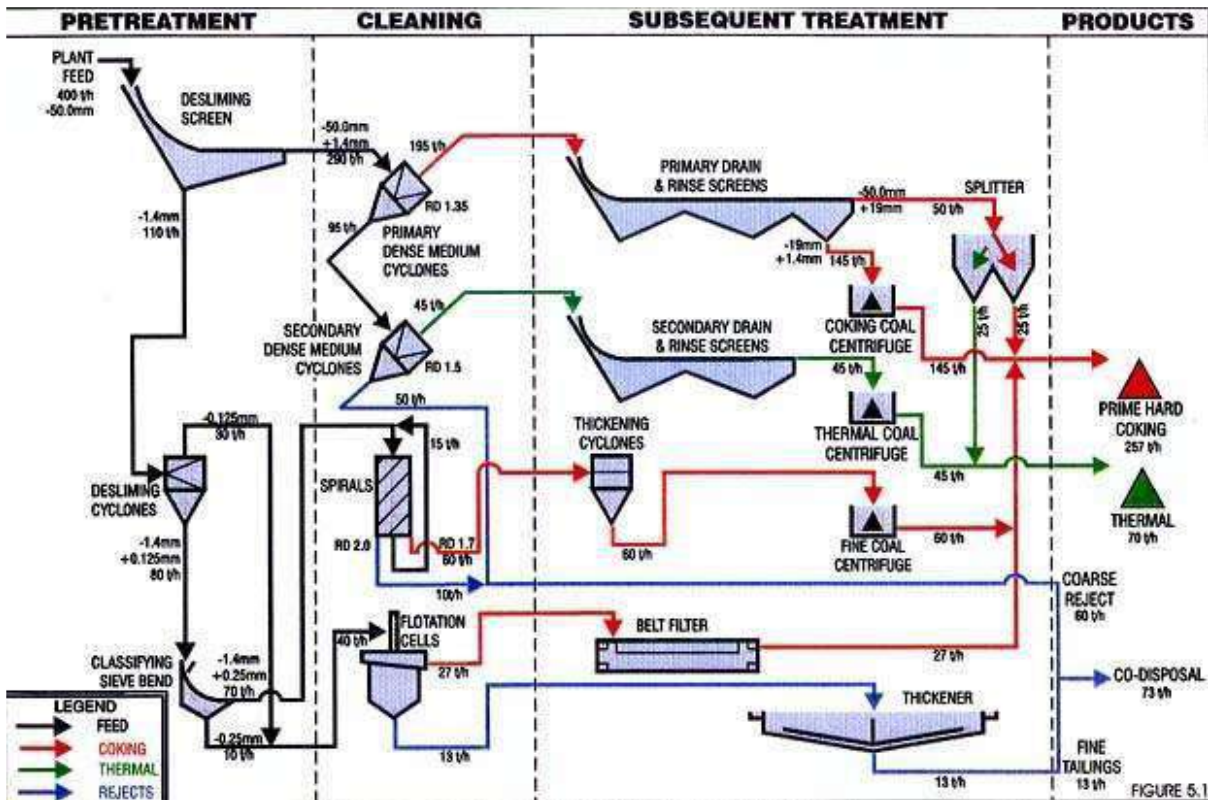 PRETREATMENT
CLEANING
SUBSEQUENT TREATMENT
PRODUCTS
PLANT
FEED
400 t/h
-50.0mm
DESLIMING
SCREEN
-50.0mm
+1.4mm
290 t/h
195 t/h
RD 1.35
PRIMARY
DENSE MEDIUM
CYCLONES
95 t/h
-1.4mm
110 t/h
PRIMARY DRAIN
& RINSE SCREENS
-50.0mm
+19mm
50 t/h
SPLITTER
-19mm
+1.4mm
145 t/h
COKING COAL
CENTRIFUGE
25 t/h
25 t/h
145 t/h
PRIME HARD
COKING
257 t/h
45 t/h
SECONDARY
DENSE MEDIUM
CYCLONES
RD 1.5
50 t/h
SECONDARY DRAIN
& RINSE SCREENS
45 t/h
THERMAL COAL
CENTRIFUGE
45 t/h
THERMAL
70 t/h
-0.125mm
30 t/h
DESLIMING
CYCLONES
-1.4mm
+0.125mm
80 t/h
15 t/h
SPIRALS
RD 2.0
RD 1.7
60 t/h
10t/h
THICKENING
CYCLONES
60 t/h
FINE COAL
CENTRIFUGE
60 t/h
COARSE
REJECT
60 t/h
CLASSIFYING
SIEVE BEND
-1.4mm
+0.25mm
70 t/h
-0.25mm
10 t/h
40 t/h
FLOTATION
CELLS
27 t/h
13 t/h
BELT FILTER
27 t/h
THICKENER
13 t/h
CO-DISPOSAL
73 t/h
FINE
TAILINGS
13 t/h
LEGEND
FEED
COKING
THERMAL
REJECTS
FIGURE 5.1